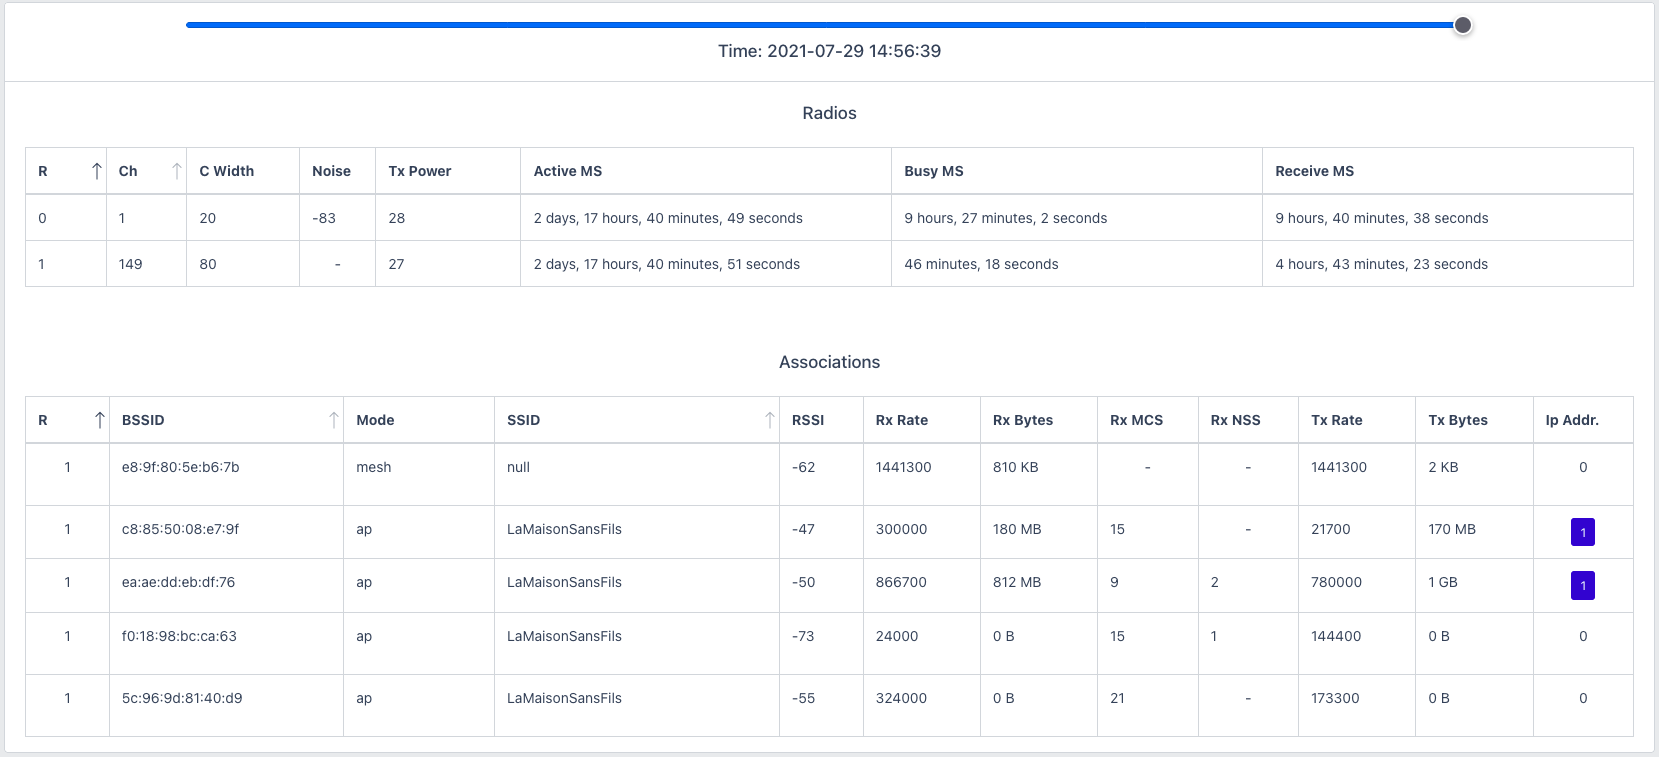 Time: 2021-07-29 14:56:39
Radios
R Ch C Width Noise Tx Power Active MS Busy MS Receive MS
0 1 20 -83 28 2 days, 17 hours, 40 minutes, 49 seconds 9 hours, 27 minutes, 2 seconds 9 hours, 40 minutes, 38 seconds
1 149 80 - 27 2 days, 17 hours, 40 minutes, 51 seconds 46 minutes, 18 seconds 4 hours, 43 minutes, 23 seconds
Associations
R BSSID Mode SSID RSSI Rx Rate Rx Bytes Rx MCS Rx NSS Tx Rate Tx Bytes Ip Addr.
1 e8:9f:80:5e:b6:7b mesh null -62 1441300 810 KB - - 1441300 2 KB 0
1 c8:85:50:08:e7:9f ap LaMaisonSansFils -47 300000 180 MB 15 - 21700 170 MB 1
1 ea:ae:dd:eb:df:76 ap LaMaisonSansFils -50 866700 812 MB 9 2 780000 1 GB 1
1 f0:18:98:bc:ca:63 ap LaMaisonSansFils -73 24000 0 B 15 1 144400 0 B 0
1 5c:96:9d:81:40:d9 ap LaMaisonSansFils -55 324000 0 B 21 - 173300 0 B 0